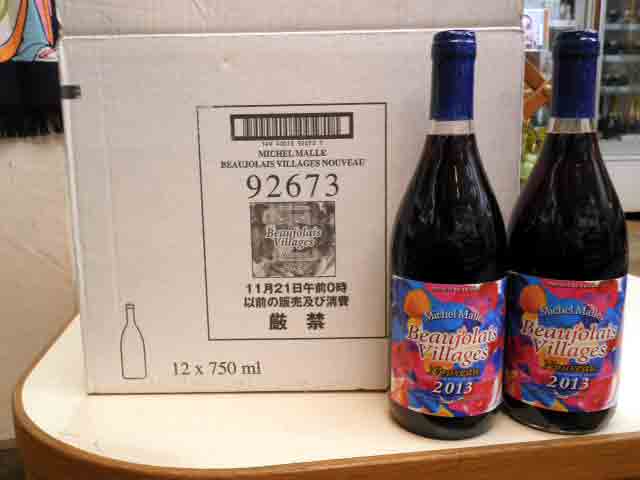 MICHEL MALLE
BEAUJOLAIS VILLAGES NOUVEAU
92673
Beaujolais
Villages
11月21日午前0時
以前の販売及び消費
厳 禁
12 x 750 ml
Michel Malle
Beaujolais
Villages
Nouveau
2013
Michel Malle
Beaujolais
Villages
Nouveau
2013